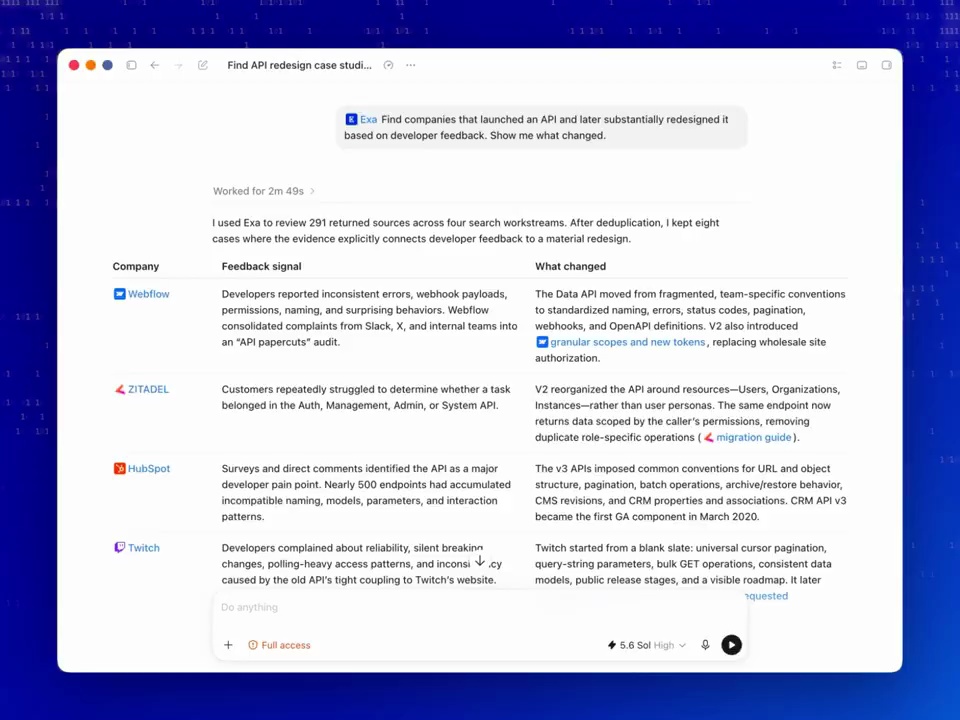 Find API redesign case studi...
Exa Find companies that launched an API and later substantially redesigned it
based on developer feedback. Show me what changed.
Worked for 2m 49s
I used Exa to review 291 returned sources across four search workstreams. After deduplication, I kept eight
cases where the evidence explicitly connects developer feedback to a material redesign.
Company
Feedback signal
What changed
Webflow
Developers reported inconsistent errors, webhook payloads,
permissions, naming, and surprising behaviors. Webflow
consolidated complaints from Slack, X, and internal teams into
an “API papercuts” audit.
The Data API moved from fragmented, team-specific conventions
to standardized naming, errors, status codes, pagination,
webhooks, and OpenAPI definitions. V2 also introduced
granular scopes and new tokens, replacing wholesale site
authorization.
ZITADEL
Customers repeatedly struggled to determine whether a task
belonged in the Auth, Management, Admin, or System API.
V2 reorganized the API around resources—Users, Organizations,
Instances—rather than user personas. The same endpoint now
returns data scoped by the caller’s permissions, removing
duplicate role-specific operations ( migration guide).
HubSpot
Surveys and direct comments identified the API as a major
developer pain point. Nearly 500 endpoints had accumulated
incompatible naming, models, parameters, and interaction
patterns.
The v3 APIs imposed common conventions for URL and object
structure, pagination, batch operations, archive/restore behavior,
CMS revisions, and CRM properties and associations. CRM API v3
became the first GA component in March 2020.
Twitch
Developers complained about reliability, silent breaking
changes, polling-heavy access patterns, and
caused by the old API’s tight coupling to Twitch’s website.
Twitch started from a blank slate: universal cursor pagination,
query-string parameters, bulk GET operations, consistent data
models, public release stages, and a visible roadmap. It later
Do anything
Full access
5.6 Sol High